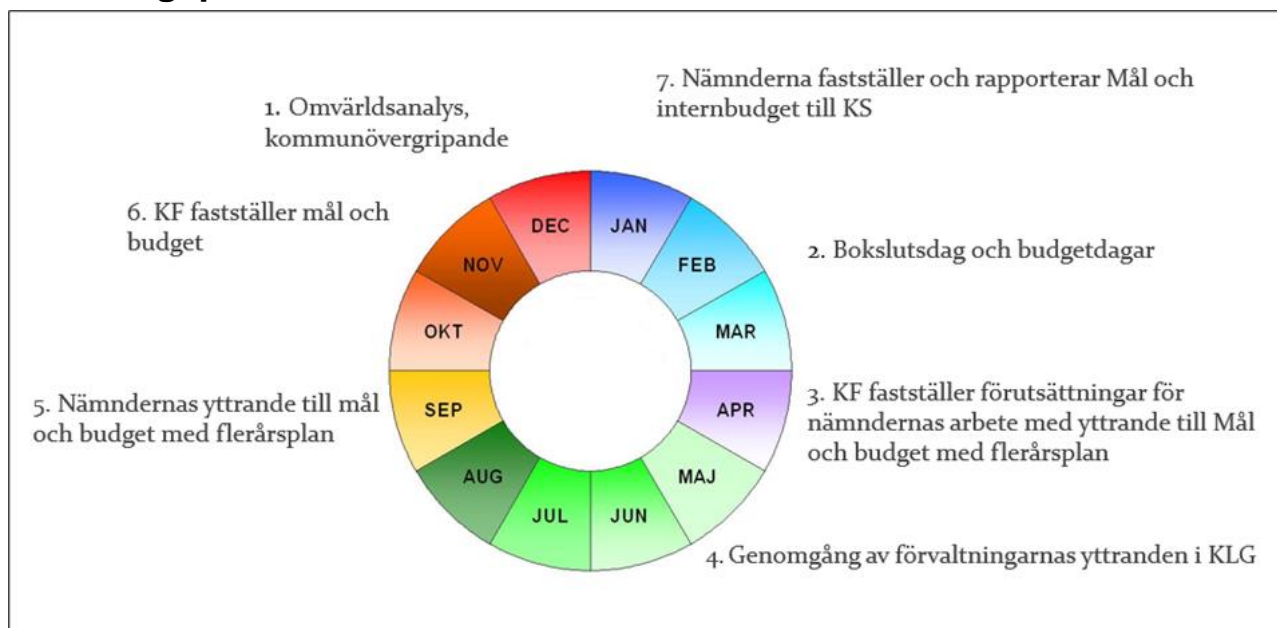 7. Nämnderna fastställer och rapporterar Mål och
internbudget till KS
1. Omvärldsanalys,
kommunövergripande
6. KF fastställer mål och
budget
DEC
JAN
NOV
FEB
2. Bokslutsdag och budgetdagar
OKT
MAR
5. Nämndernas yttrande till mål
och budget med flerårsplan
SEP
APR
3. KF fastställer förutsättningar för
nämndernas arbete med yttrande till Mål
och budget med flerårsplan
AUG
MAJ
JUL
JUN
4. Genomgång av förvaltningarnas yttranden i KLG